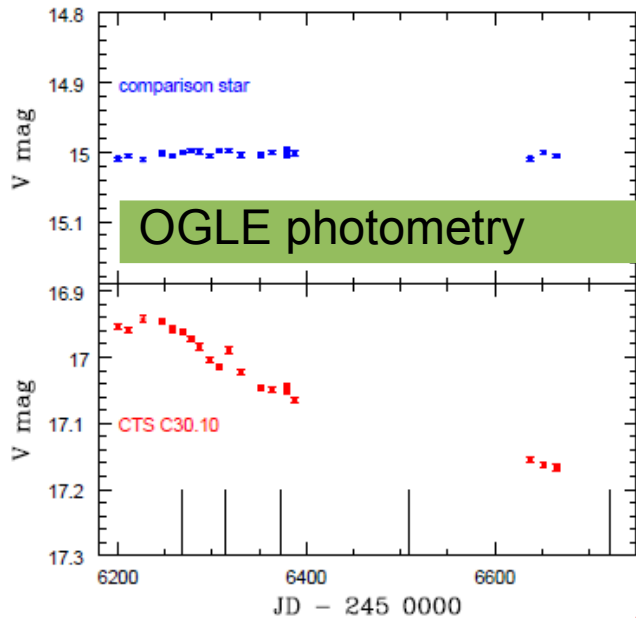 14.8
14.9
15
15.1
V mag
comparison star
OGLE photometry
16.9
17
17.1
17.2
17.3
V mag
CTS C30.10
6200 6400 6600
JD - 245 0000